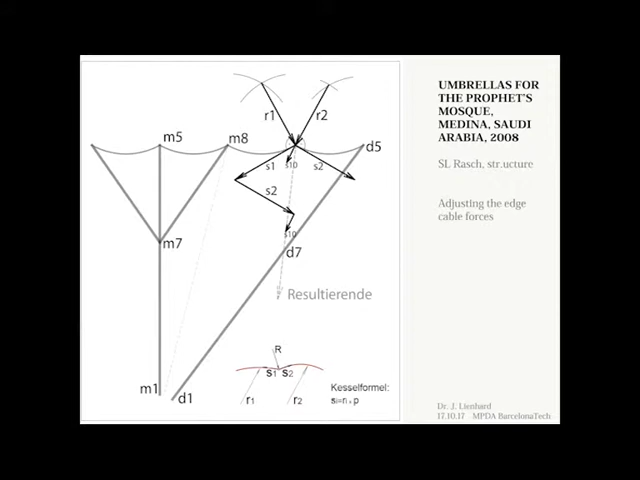 UMBRELLAS FOR
THE PROPHET'S
MOSQUE,
MEDINA, SAUDI
ARABIA, 2008
SL Rasch, str.ucture
Adjusting the edge
cable forces
r1
r2
m5
m8
d5
s1
s10
s2
s2
s10
m7
d7
Resultierende
R
S1 S2
Kesselformel:
m1
d1
r1
r2
Dr. J. Lienhard
17.10.17 MPDA BarcelonaTech